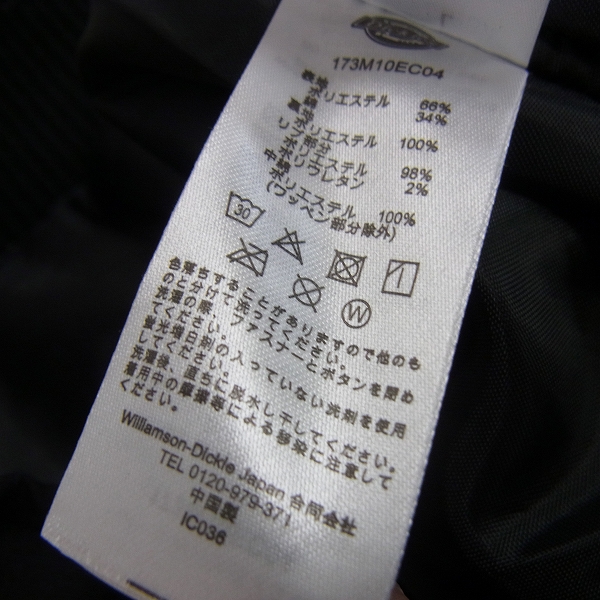 173M10EC04
表地
ポリエステル 66%
綿 34%
裏地
ポリエステル 100%
リブ部分
ポリエステル 98%
ポリウレタン 2%
中綿
ポリエステル 100%
(ワッペン部分除外)
30
W
色落ちすることがありますので他のも
のと分けて洗ってください。
洗濯の際、ファスナーとボタンを閉め
てください。
蛍光増白剤の入っていない洗剤を使用
してください。
洗濯後、直ちに脱水し干してください。
着用中の摩擦等による移染に注意して
ください。
Williamson-Dickie Japan 合同会社
TEL 0120-979-371
中国製
IC036